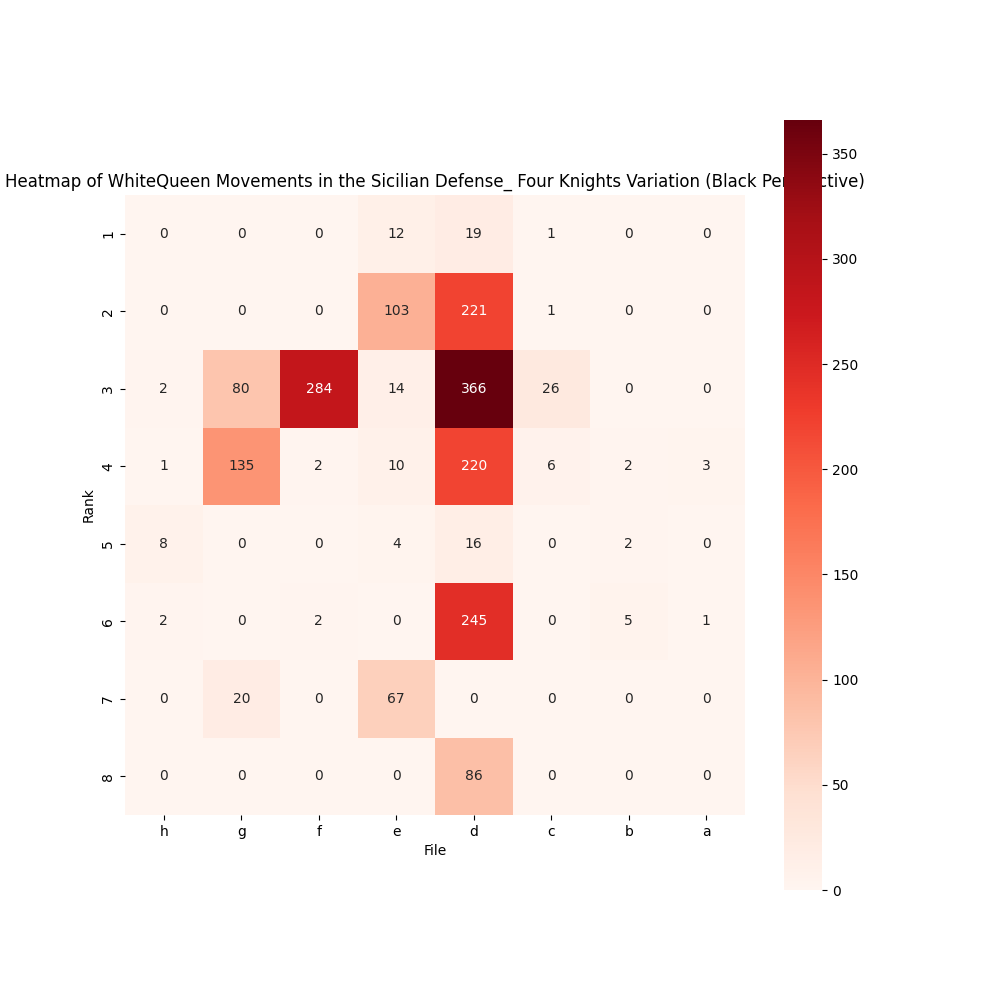 Heatmap of WhiteQueen Movements in the Sicilian Defense_ Four Knights Variation (Black Pe ctive)
1 0 0 0 12 19 1 0 0
2 0 0 0 103 221 1 0 0
3 2 80 284 14 366 26 0 0
4 1 135 2 10 220 6 2 3
5 8 0 0 4 16 0 2 0
6 2 0 2 0 245 0 5 1
7 0 20 0 67 0 0 0 0
8 0 0 0 0 86 0 0 0
h g f e d c b a
File
Rank
350
300
250
200
150
100
50
0